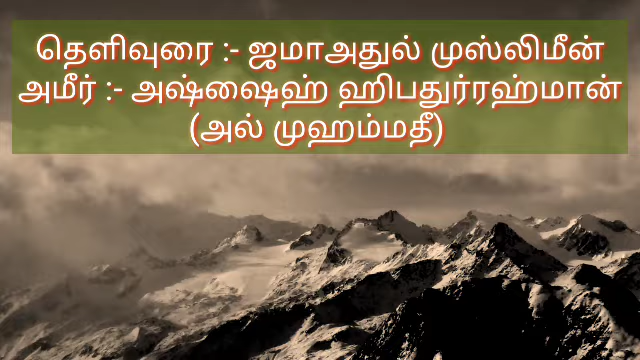 தெளிவுரை :- ஜமாஅதுல் முஸ்லிமீன்
அமீர் :- அஷ்ஷைஹ் ஹிபதுர்ரஹ்மான்
(அல் முஹம்மதீ)